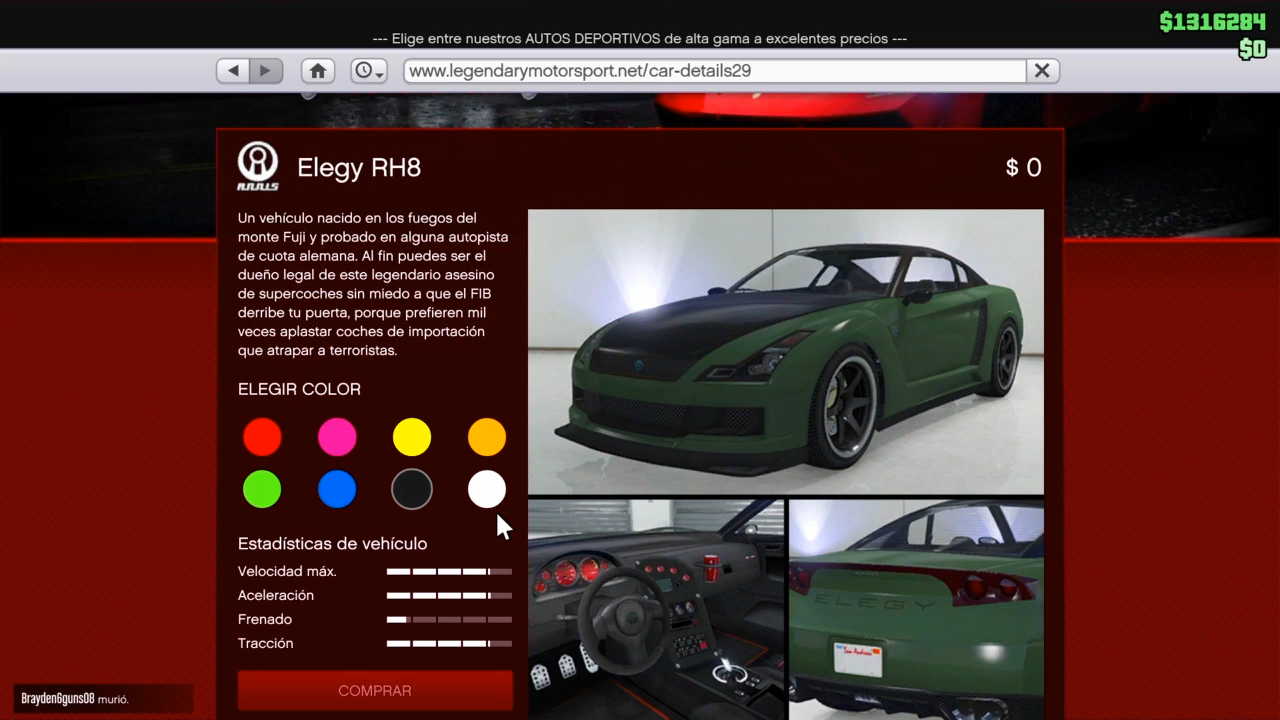 $1316284
--- Elige entre nuestros AUTOS DEPORTIVOS de alta gama a excelentes precios ---
$0
www.legendarymotorsport.net/car-details29
Elegy RH8
$ 0
ANNIS
Un vehículo nacido en los fuegos del
monte Fuji y probado en alguna autopista
de cuota alemana. Al fin puedes ser el
dueño legal de este legendario asesino
de supercoches sin miedo a que el FIB
derribe tu puerta, porque prefieren mil
veces aplastar coches de importación
que atrapar a terroristas.
ELEGIR COLOR
Estadísticas de vehículo
Velocidad máx.
Aceleración
Frenado
Tracción
COMPRAR
ELEGY
San Andreas
Brayden6guns08 murió.